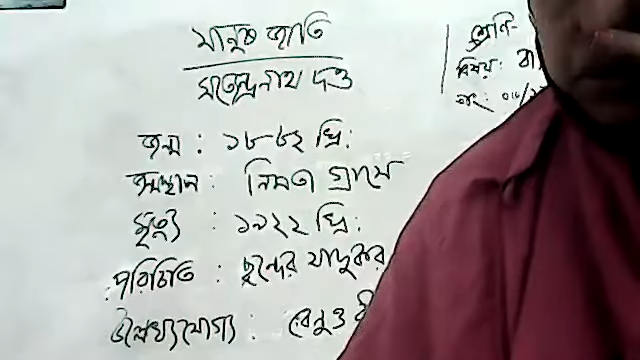 মানুষ জাতি
সত্যেন্দ্রনাথ দত্ত
শ্রেণি-
বিষয়: বা
তাং:
জন্ম : ১৮৮২ খ্রি:
জন্মস্থান : নিমতা গ্রামে
মৃত্যু : ১৯২২ খ্রি:
পরিচিতি : ছন্দের যাদুকর
উল্লেখযোগ্য : বেনু ও বী